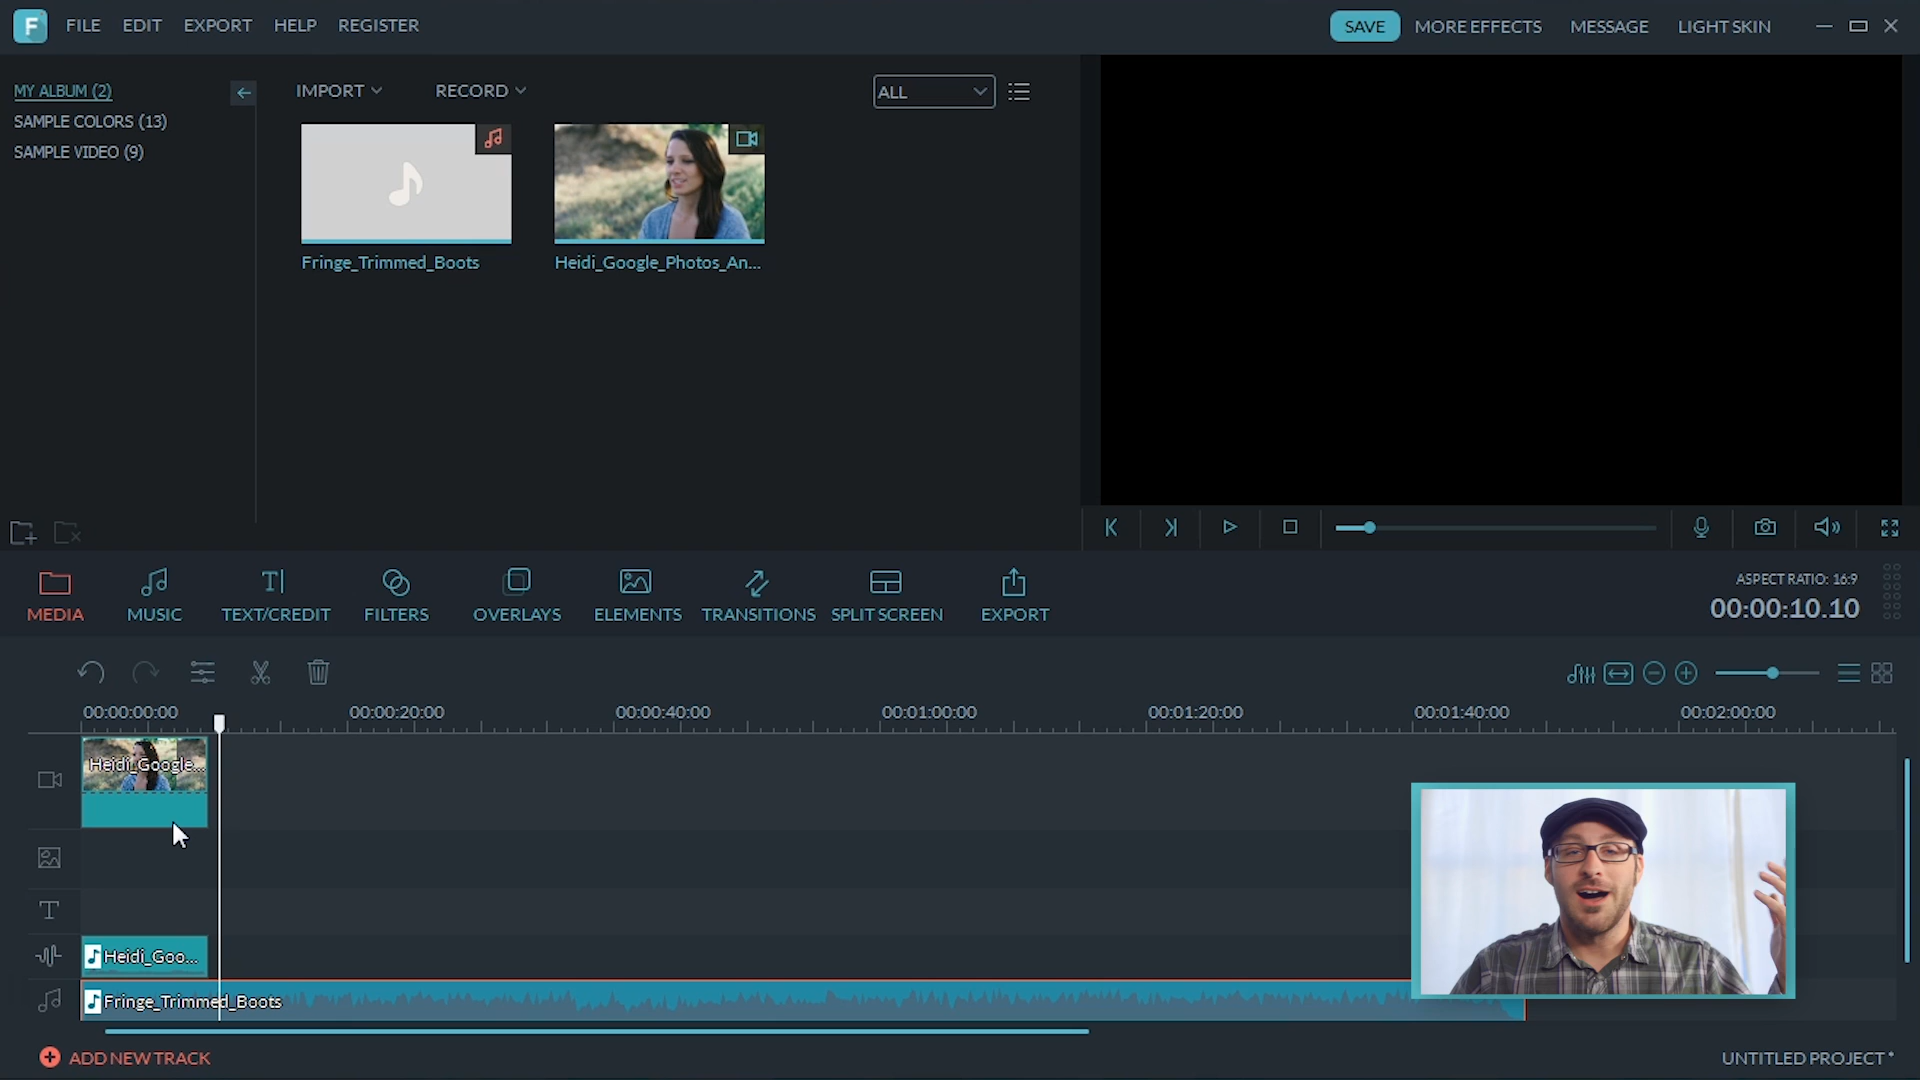 F FILE EDIT EXPORT HELP REGISTER SAVE MORE EFFECTS MESSAGE LIGHT SKIN
MY ALBUM (2) IMPORT RECORD ALL
SAMPLE COLORS (13)
SAMPLE VIDEO (9)
Fringe_Trimmed_Boots Heidi_Google_Photos_An...
MEDIA MUSIC TEXT/CREDIT FILTERS OVERLAYS ELEMENTS TRANSITIONS SPLIT SCREEN EXPORT
ASPECT RATIO: 16:9
00:00:10.10
00:00:00:00 00:00:20:00 00:00:40:00 00:01:00:00 00:01:20:00 00:01:40:00 00:02:00:00
Heidi_Google...
Heidi_Goo...
Fringe_Trimmed_Boots
ADD NEW TRACK UNTITLED PROJECT *